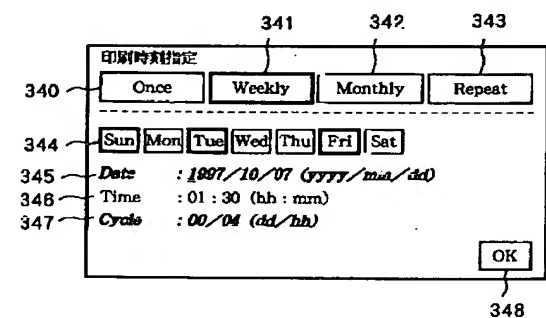 341 342 343
印刷時刻指定
340 Once Weekly Monthly Repeat
344 Sun Mon Tue Wed Thu Fri Sat
345 Date : 1997/10/07 (yyyy/mm/dd)
346 Time : 01 : 30 (hh : mm)
347 Cycle : 00/04 (dd/hh)
OK
348